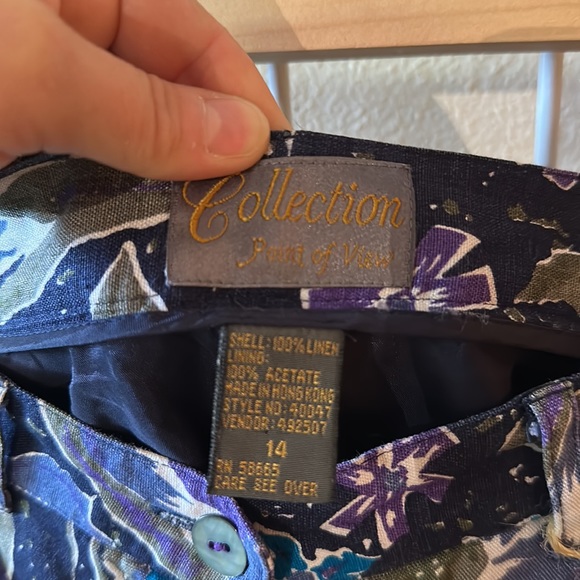 Collection
Point of View
SHELL: 100% LINEN
LINING:
100% ACETATE
MADE IN HONG KONG
STYLE NO: 40047
VENDOR: 492507
14
RN 58665
CARE SEE OVER